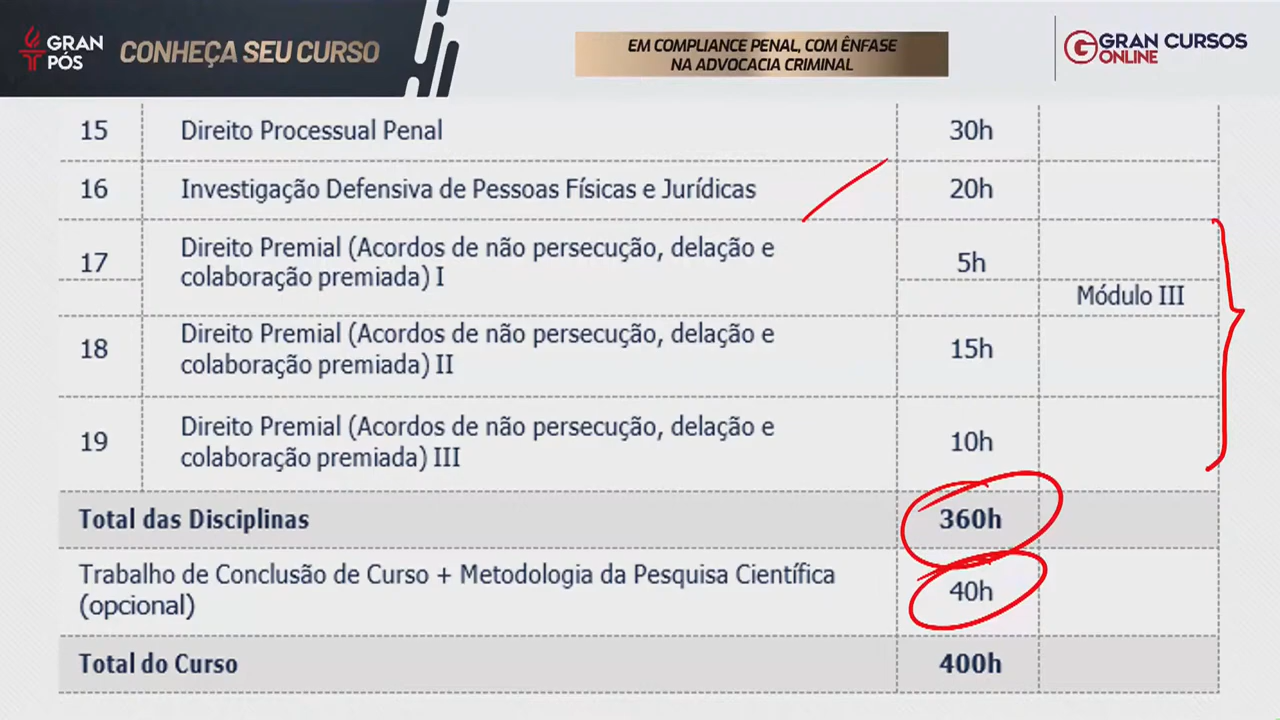 GRAN
PÓS
CONHEÇA SEU CURSO
EM COMPLIANCE PENAL, COM ÊNFASE
NA ADVOCACIA CRIMINAL
GRAN CURSOS
ONLINE
15 Direito Processual Penal 30h
16 Investigação Defensiva de Pessoas Físicas e Jurídicas 20h
17 Direito Premial (Acordos de não persecução, delação e
colaboração premiada) I 5h
Módulo III
18 Direito Premial (Acordos de não persecução, delação e
colaboração premiada) II 15h
19 Direito Premial (Acordos de não persecução, delação e
colaboração premiada) III 10h
Total das Disciplinas 360h
Trabalho de Conclusão de Curso + Metodologia da Pesquisa Científica
(opcional) 40h
Total do Curso 400h